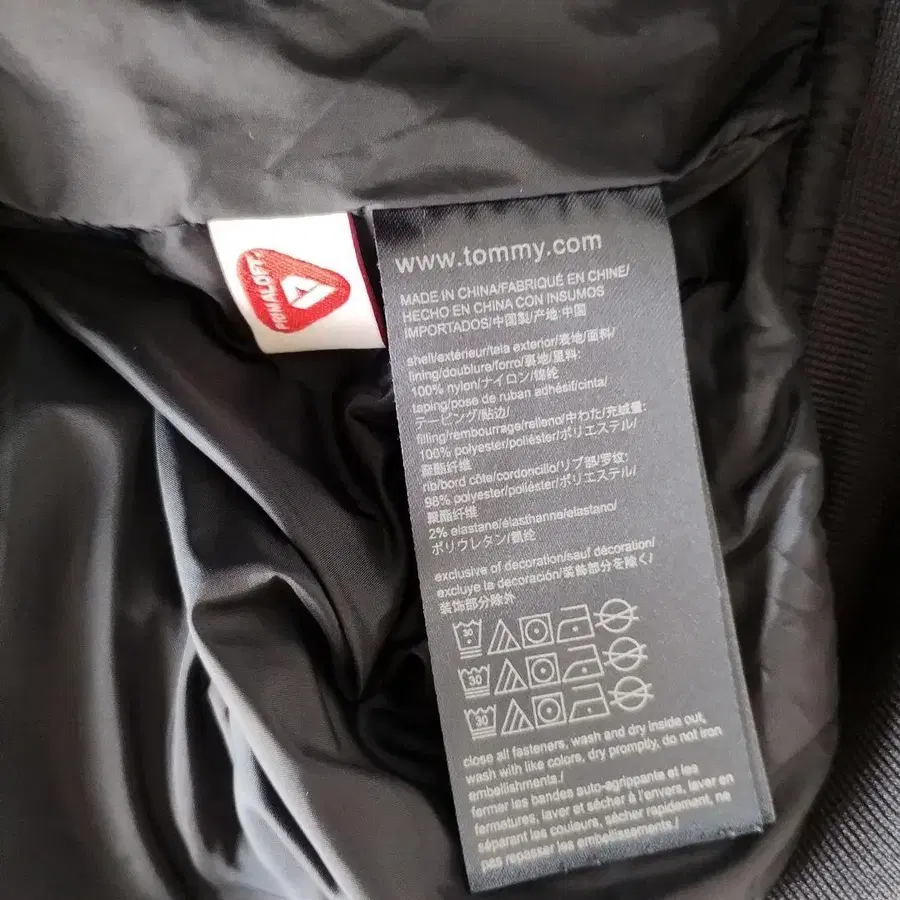 PRIMALOFT
www.tommy.com
MADE IN CHINA/FABRIQUÉ EN CHINE/
HECHO EN CHINA CON INSUMOS
IMPORTADOS/中国製/产地:中国
shell/extérieur/tela exterior/表地/面料/
lining/doublure/forro/裏地/里料:
100% nylon/ナイロン/锦纶
taping/pose de ruban adhésif/cinta/
テーピング/贴边/
filling/rembourrage/relleno/中わた/充绒量:
100% polyester/poliéster/ポリエステル/
聚酯纤维
rib/bord côte/cordoncillo/リブ部/罗纹:
98% polyester/poliéster/ポリエステル/
聚酯纤维
2% elastane/élasthanne/elastano/
ポリウレタン/氨纶
exclusive of decoration/sauf décoration/
excluye la decoración/装飾部分を除く/
装饰部分除外
30
30
30
close all fasteners, wash and dry inside out,
wash with like colors, dry promptly, do not iron
embellishments./
fermer les bandes auto-agrippante et les
fermetures, laver et sécher à l'envers, laver en
séparant les couleurs, sécher rapidement, ne
pas repasser les embellissements./